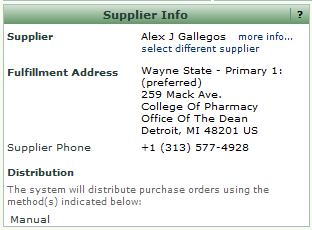 Supplier Info ?
Supplier Alex J Gallegos more info...
select different supplier
Fulfillment Address Wayne State - Primary 1:
(preferred)
259 Mack Ave.
College Of Pharmacy
Office Of The Dean
Detroit, MI 48201 US
Supplier Phone +1 (313) 577-4928
Distribution
The system will distribute purchase orders using the
method(s) indicated below:
Manual